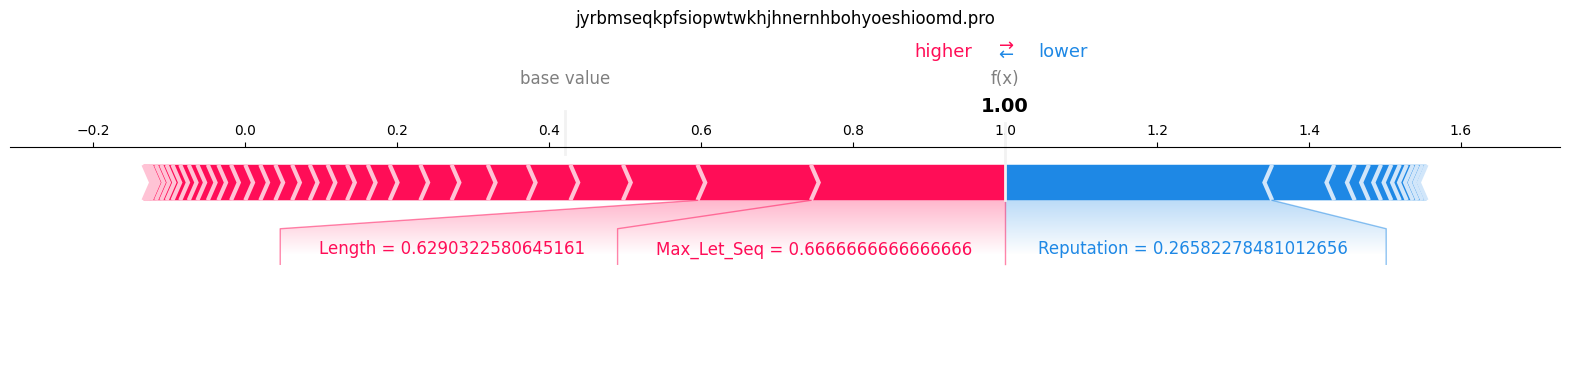 jyrbmseqkpfsiopwtwkhjhnernhbohyoeshioomd.pro
higher ⇄ lower
base value f(x)
1.00
−0.2 0.0 0.2 0.4 0.6 0.8 1.0 1.2 1.4 1.6
Length = 0.6290322580645161 Max_Let_Seq = 0.6666666666666666 Reputation = 0.26582278481012656